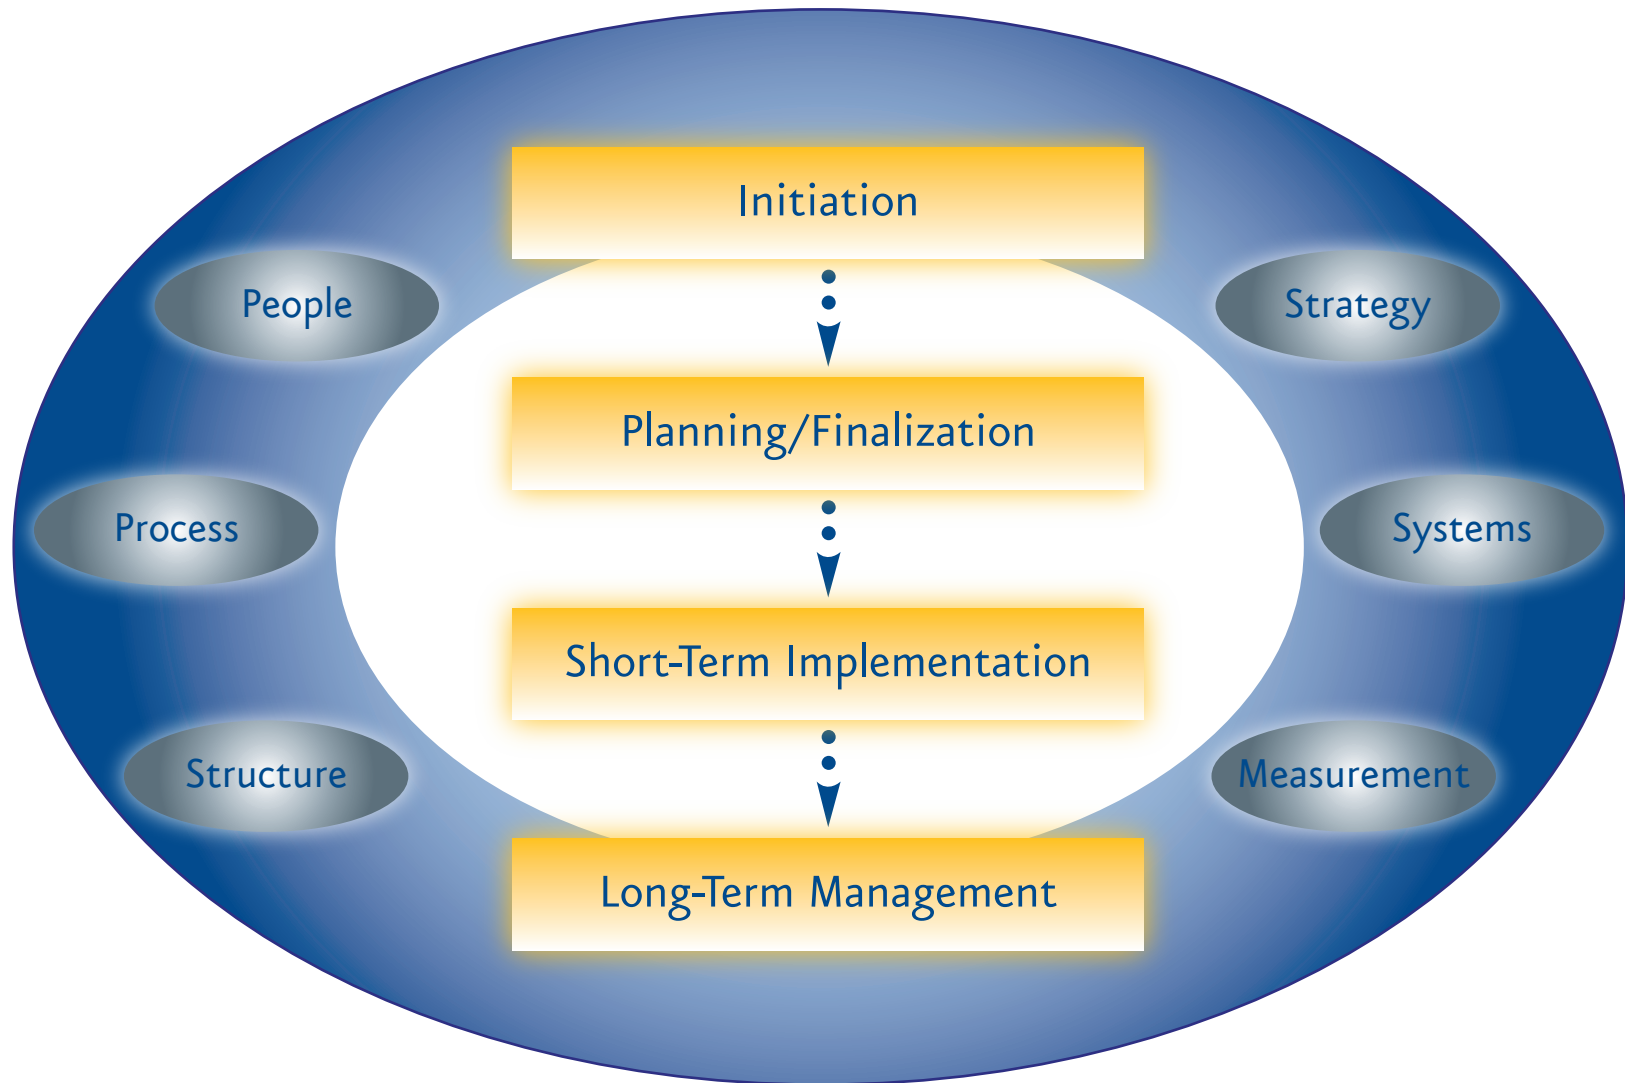 Initiation
People
Strategy
Planning/Finalization
Process
Systems
Short-Term Implementation
Structure
Measurement
Long-Term Management